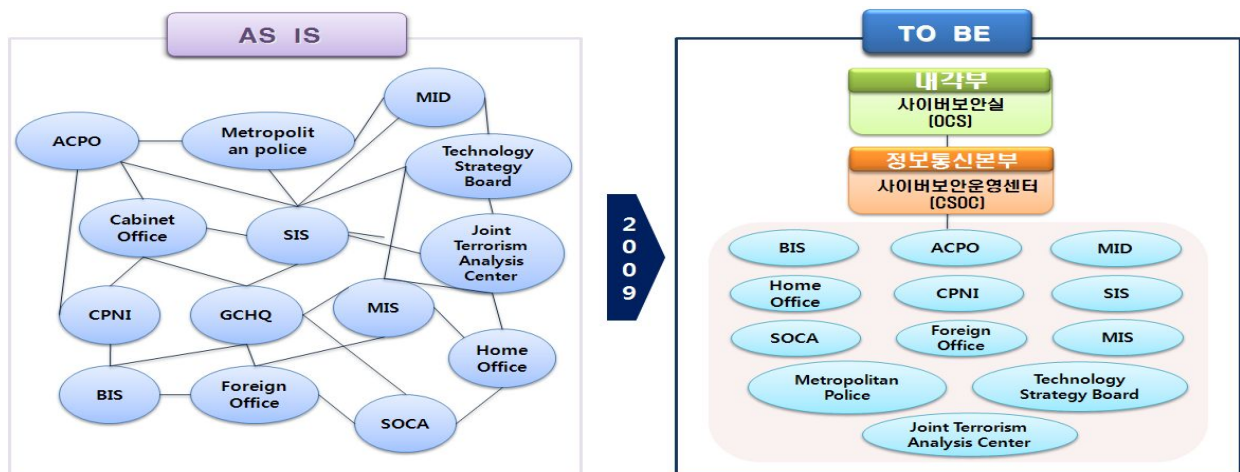 AS IS
MID
ACPO
Metropolit
an police
Technology
Strategy
Board
Cabinet
Office
SIS
Joint
Terrorism
Analysis
Center
CPNI
GCHQ
MIS
Home
Office
BIS
Foreign
Office
SOCA
2
0
0
9
TO BE
내각부
사이버보안실
(OCS)
정보통신본부
사이버보안운영센터
(CSOC)
BIS
ACPO
MID
Home
Office
CPNI
SIS
SOCA
Foreign
Office
MIS
Metropolitan
Police
Technology
Strategy Board
Joint Terrorism
Analysis Center